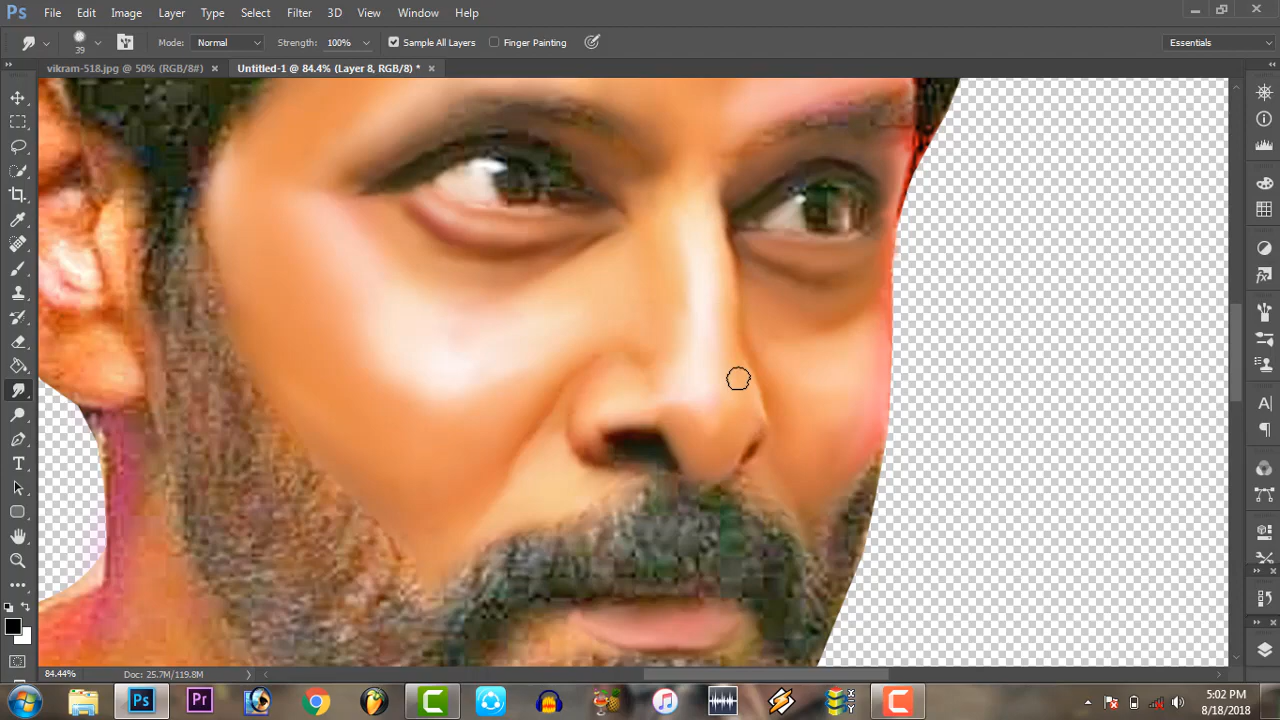 Ps File Edit Image Layer Type Select Filter 3D View Window Help
39 Mode: Normal Strength: 100% Sample All Layers Finger Painting Essentials
vikram-518.jpg @ 50% (RGB/8#) × Untitled-1 @ 84.4% (Layer 8, RGB/8) * ×
84.44% Doc: 25.7M/119.8M
Ps Pr C C 5:02 PM
8/18/2018